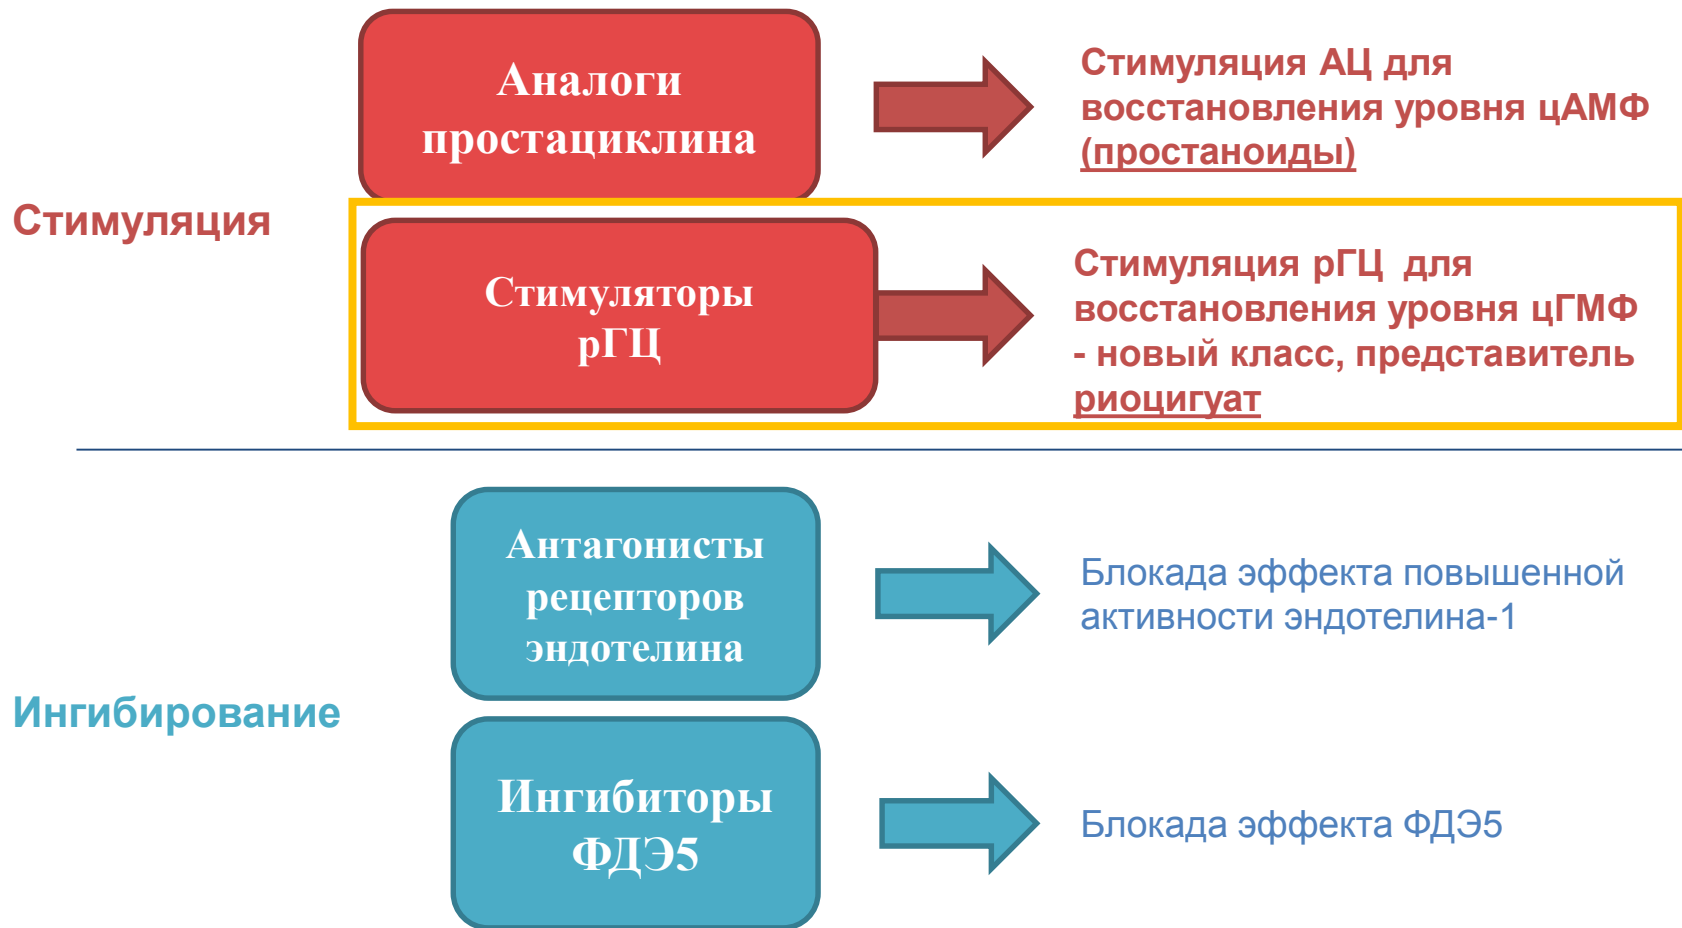 Стимуляция
Аналоги
простациклина
Стимуляция АЦ для
восстановления уровня цАМФ
(простаноиды)
Стимуляторы
рГЦ
Стимуляция рГЦ для
восстановления уровня цГМФ
- новый класс, представитель
риоцигуат
Ингибирование
Антагонисты
рецепторов
эндотелина
Блокада эффекта повышенной
активности эндотелина-1
Ингибиторы
ФДЭ5
Блокада эффекта ФДЭ5